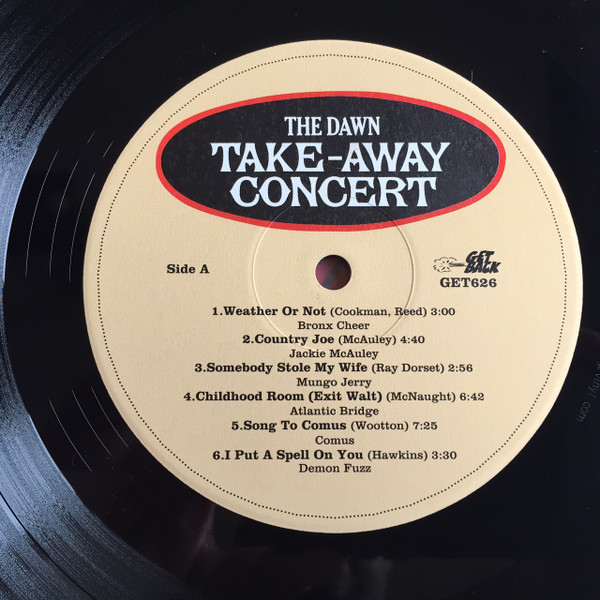 THE DAWN
TAKE-AWAY
CONCERT
Side A
GET
BACK
GET626
1.Weather Or Not (Cookman, Reed) 3:00
Bronx Cheer
2.Country Joe (McAuley) 4:40
Jackie McAuley
3.Somebody Stole My Wife (Ray Dorset) 2:56
Mungo Jerry
4.Childhood Room (Exit Walt) (McNaught) 6:42
Atlantic Bridge
5.Song To Comus (Wootton) 7:25
Comus
6.I Put A Spell On You (Hawkins) 3:30
Demon Fuzz